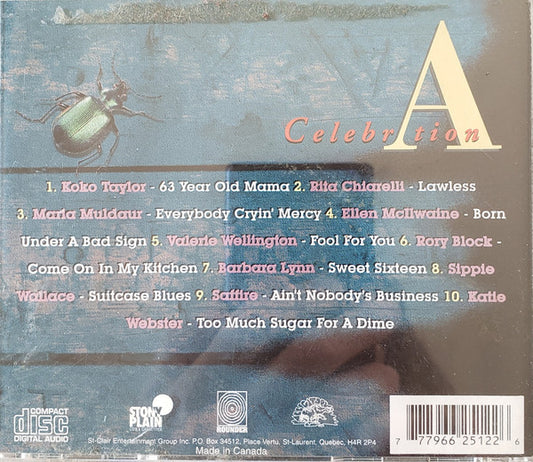 A
Celebration
1. Koko Taylor - 63 Year Old Mama 2. Rita Chiarelli - Lawless
3. Maria Muldaur - Everybody Cryin' Mercy 4. Ellen McIlwaine - Born
Under A Bad Sign 5. Valerie Wellington - Fool For You 6. Rory Block -
Come On In My Kitchen 7. Barbara Lynn - Sweet Sixteen 8. Sippie
Wallace - Suitcase Blues 9. Saffire - Ain't Nobody's Business 10. Katie
Webster - Too Much Sugar For A Dime
COMPACT
disc
DIGITAL AUDIO
STONY
PLAIN
ROUNDER
St-Clair Entertainment Group Inc. P.O. Box 34512, Place Vertu, St-Laurent, Quebec, H4R 2P4
Made in Canada
7 77966 25122 6